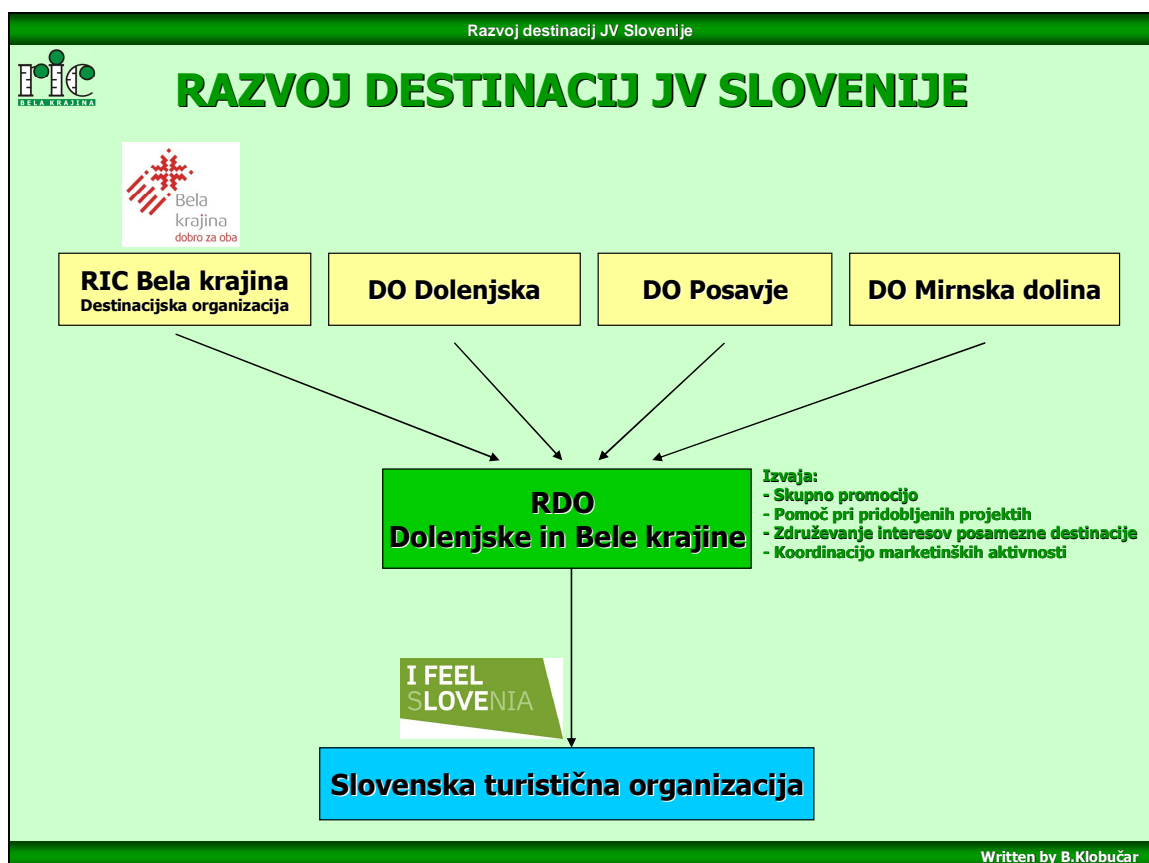 Razvoj destinacij JV Slovenije
ric
BELA KRAJINA
RAZVOJ DESTINACIJ JV SLOVENIJE
Bela
krajina
dobro za oba
RIC Bela krajina
Destinacijska organizacija
DO Dolenjska
DO Posavje
DO Mirnska dolina
RDO
Dolenjske in Bele krajine
Izvaja:
- Skupno promocijo
- Pomoč pri pridobljenih projektih
- Združevanje interesov posamezne destinacije
- Koordinacijo marketinških aktivnosti
I FEEL
SLOVENIA
Slovenska turistična organizacija
Written by B.Klobučar